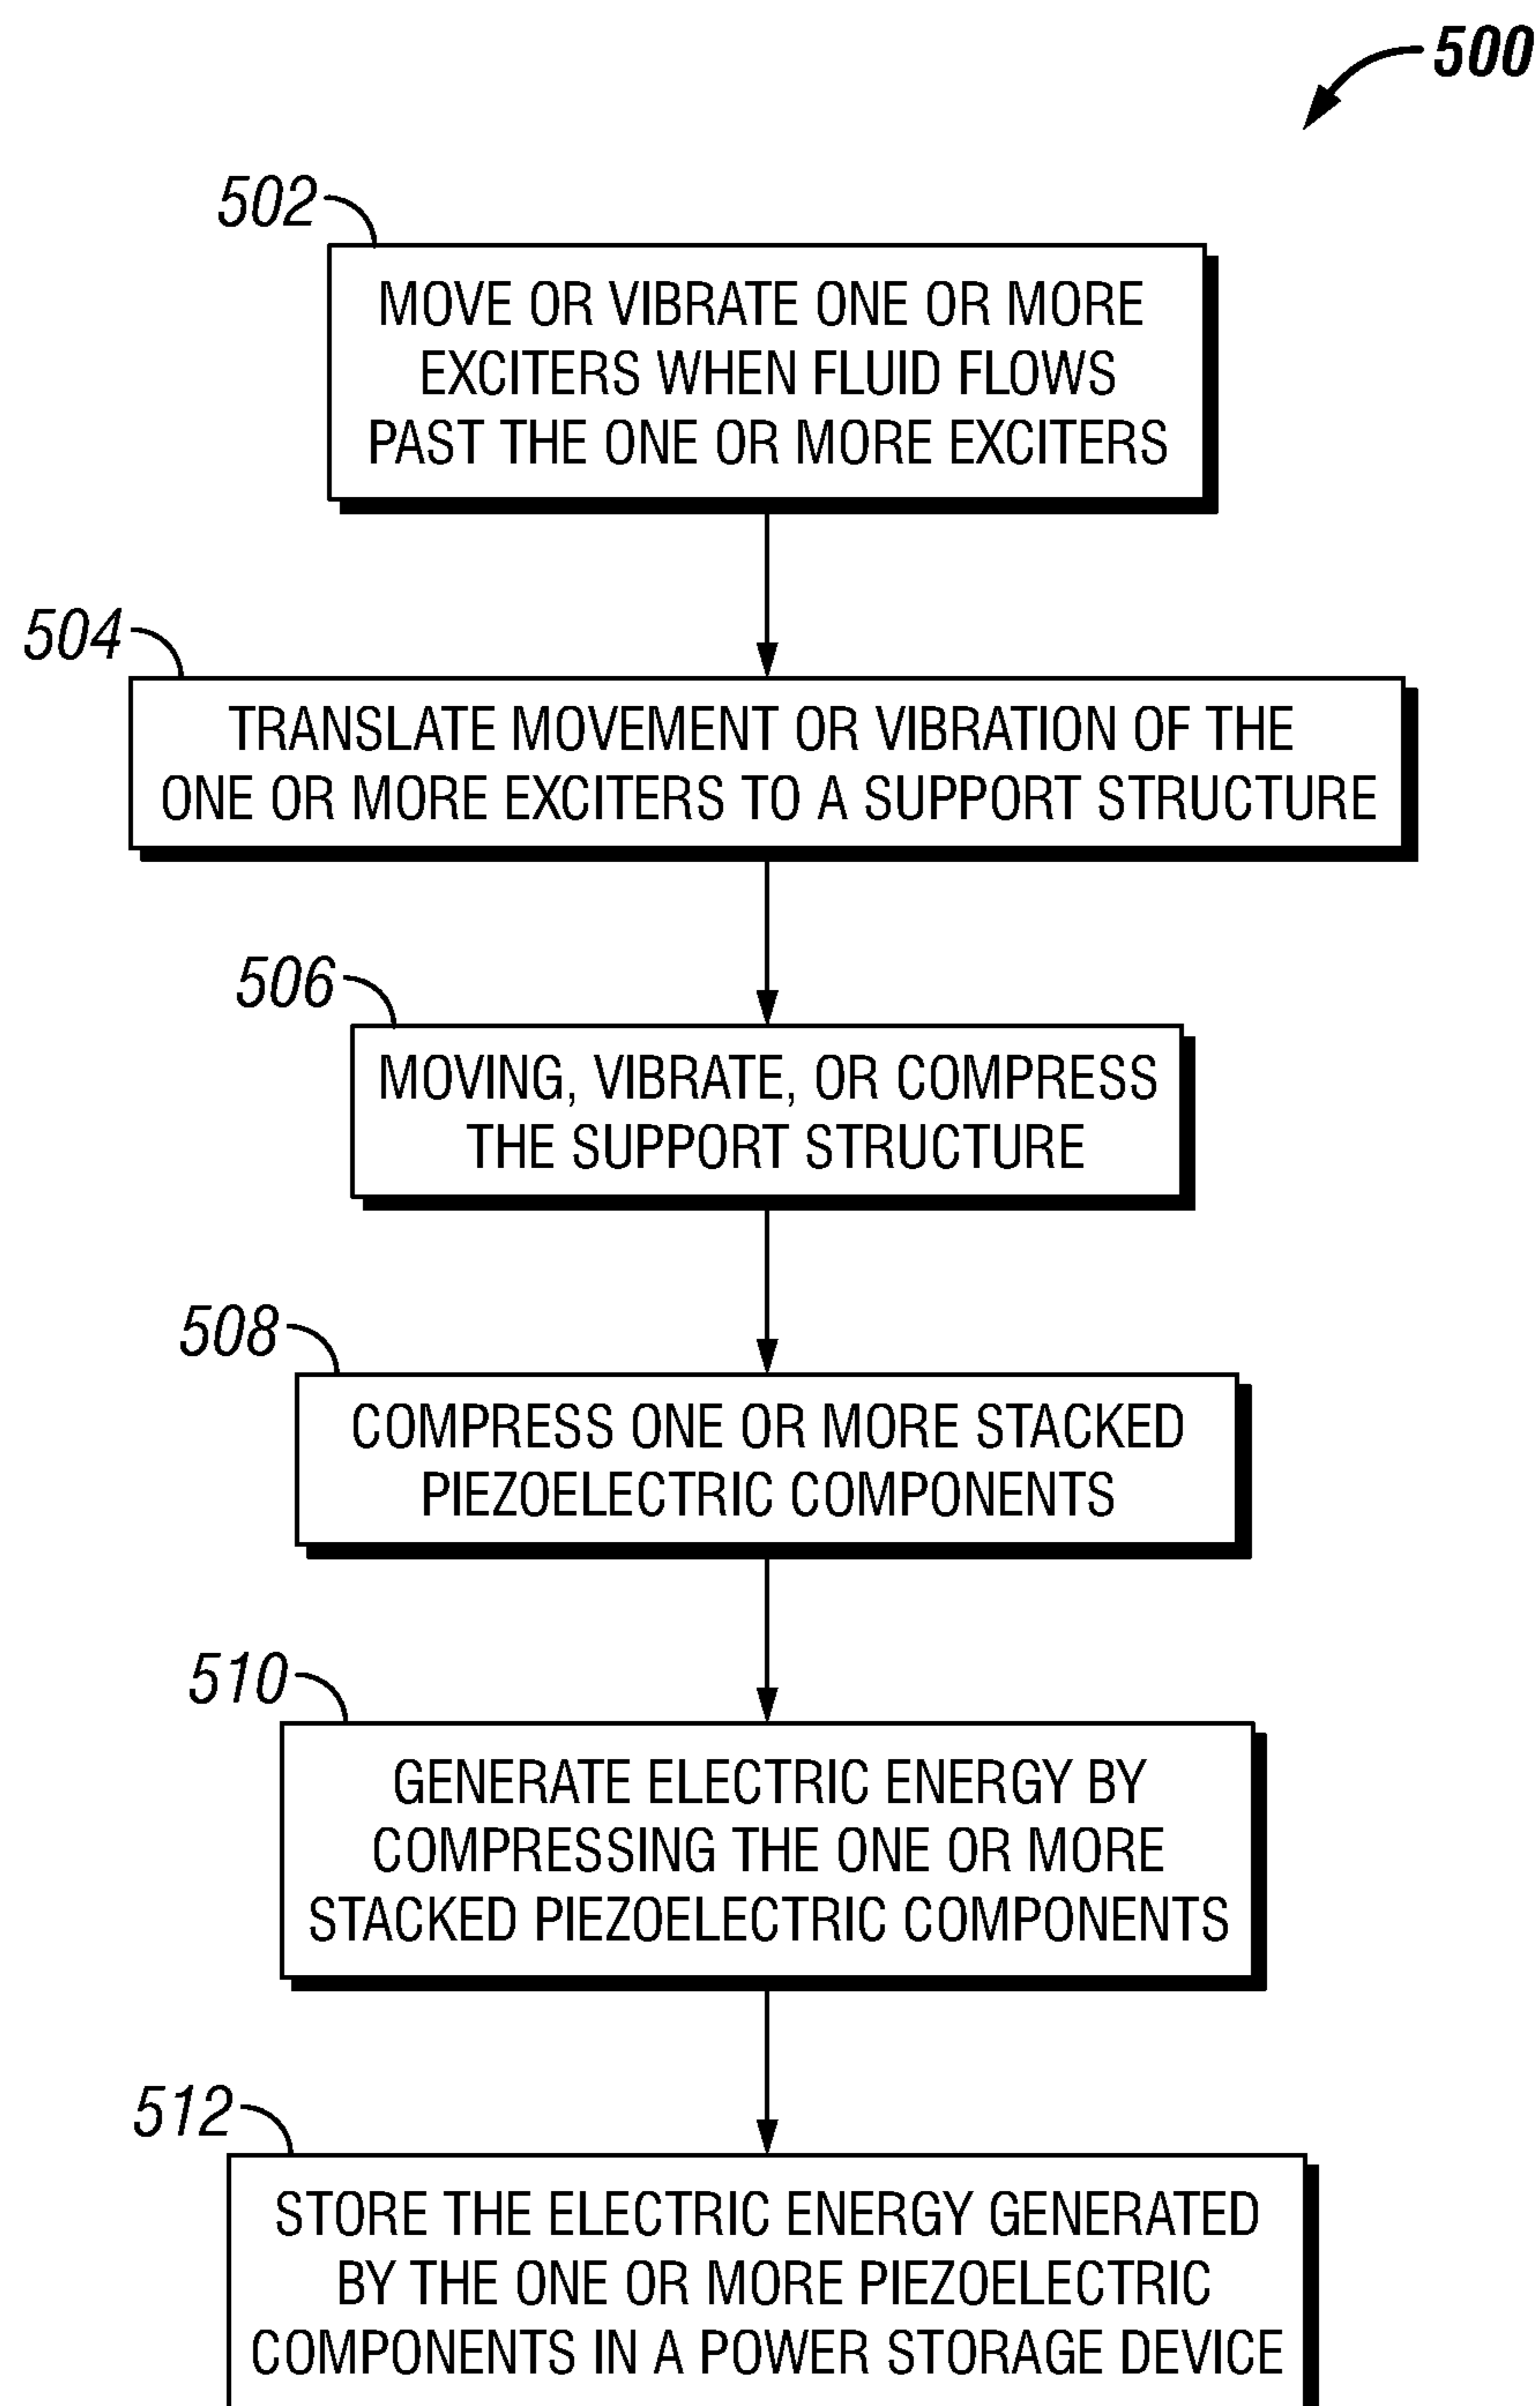 500
502
MOVE OR VIBRATE ONE OR MORE
EXCITERS WHEN FLUID FLOWS
PAST THE ONE OR MORE EXCITERS
504
TRANSLATE MOVEMENT OR VIBRATION OF THE
ONE OR MORE EXCITERS TO A SUPPORT STRUCTURE
506
MOVING, VIBRATE, OR COMPRESS
THE SUPPORT STRUCTURE
508
COMPRESS ONE OR MORE STACKED
PIEZOELECTRIC COMPONENTS
510
GENERATE ELECTRIC ENERGY BY
COMPRESSING THE ONE OR MORE
STACKED PIEZOELECTRIC COMPONENTS
512
STORE THE ELECTRIC ENERGY GENERATED
BY THE ONE OR MORE PIEZOELECTRIC
COMPONENTS IN A POWER STORAGE DEVICE